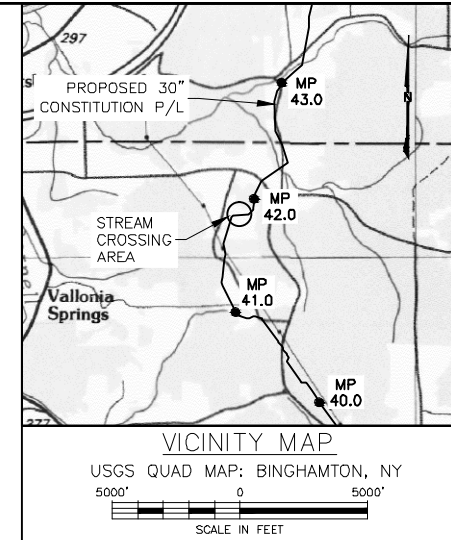 297
PROPOSED 30"
CONSTITUTION P/L
MP
43.0
N
MP
42.0
STREAM
CROSSING
AREA
MP
41.0
Vallonia
Springs
MP
40.0
VICINITY MAP
USGS QUAD MAP: BINGHAMTON, NY
5000' 0 5000'
SCALE IN FEET